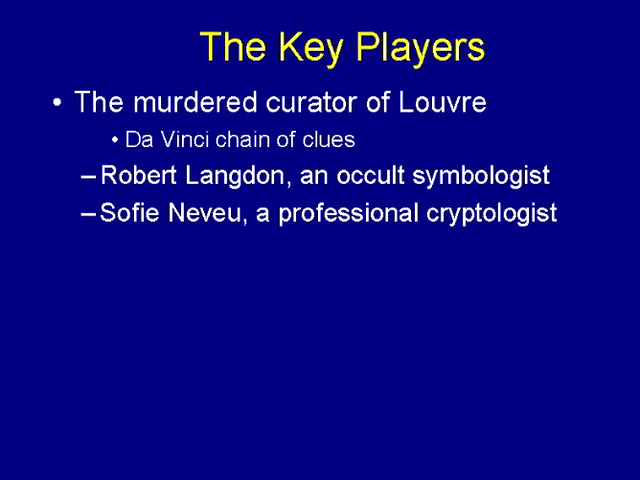 The Key Players
• The murdered curator of Louvre
• Da Vinci chain of clues
– Robert Langdon, an occult symbologist
– Sofie Neveu, a professional cryptologist